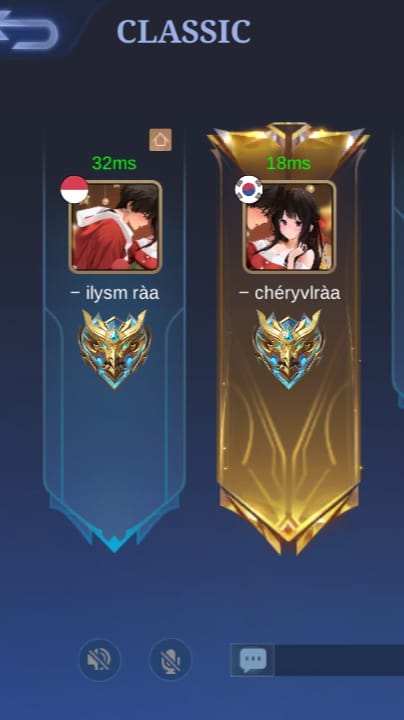 CLASSIC
32ms
18ms
– ilysm ràa
– chéryvlràa